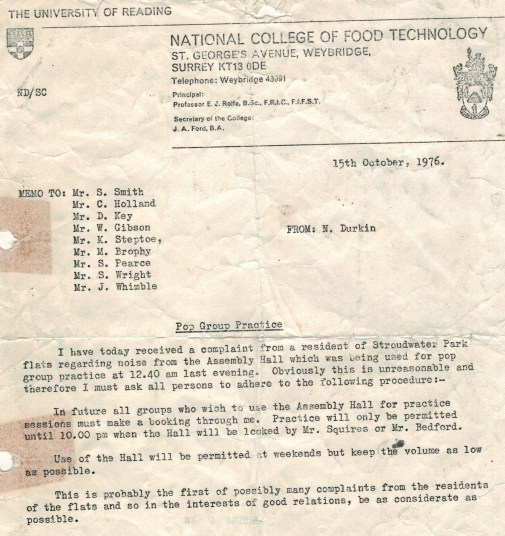 THE UNIVERSITY OF READING
NATIONAL COLLEGE OF FOOD TECHNOLOGY
ST. GEORGE'S AVENUE, WEYBRIDGE,
SURREY KT13 0DE
Telephone: Weybridge 43991
ND/SC
Principal:
Professor E. J. Rolfe, B.Sc., F.R.I.C., F.I.F.S.T.
Secretary of the College:
J. A. Ford, B.A.
15th October, 1976.
MEMO TO: Mr. S. Smith
Mr. C. Holland
Mr. D. Key
Mr. W. Gibson
FROM: N. Durkin
Mr. K. Steptoe,
Mr. M. Brophy
Mr. S. Pearce
Mr. S. Wright
Mr. J. Whimble
Pop Group Practice
I have today received a complaint from a resident of Stroudwater Park
flats regarding noise from the Assembly Hall which was being used for pop
group practice at 12.40 am last evening. Obviously this is unreasonable and
therefore I must ask all persons to adhere to the following procedure:-
In future all groups who wish to use the Assembly Hall for practice
sessions must make a booking through me. Practice will only be permitted
until 10.00 pm when the Hall will be locked by Mr. Squires or Mr. Bedford.
Use of the Hall will be permitted at weekends but keep the volume as low
as possible.
This is probably the first of possibly many complaints from the residents
of the flats and so in the interests of good relations, be as considerate as
possible.